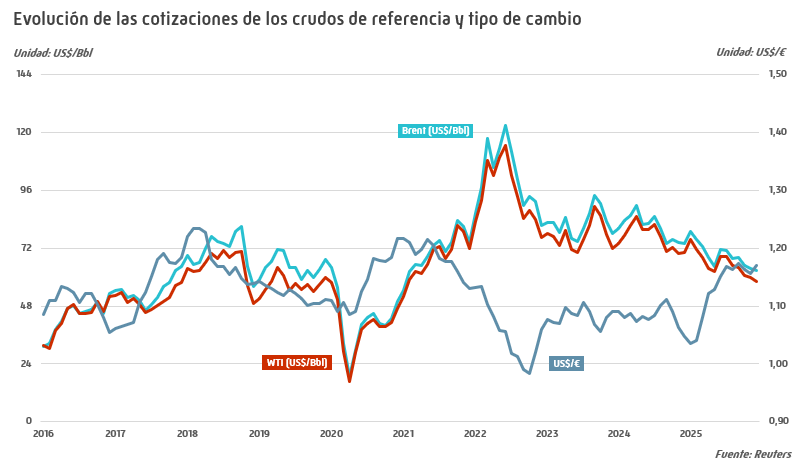 Evolución de las cotizaciones de los crudos de referencia y tipo de cambio
Unidad: US$/Bbl
Unidad: US$/€
144
1,50
120
1,40
96
1,30
72
1,20
48
1,10
24
1,00
0
0,90
Brent (US$/Bbl)
WTI (US$/Bbl)
US$/€
2016 2017 2018 2019 2020 2021 2022 2023 2024 2025
Fuente: Reuters